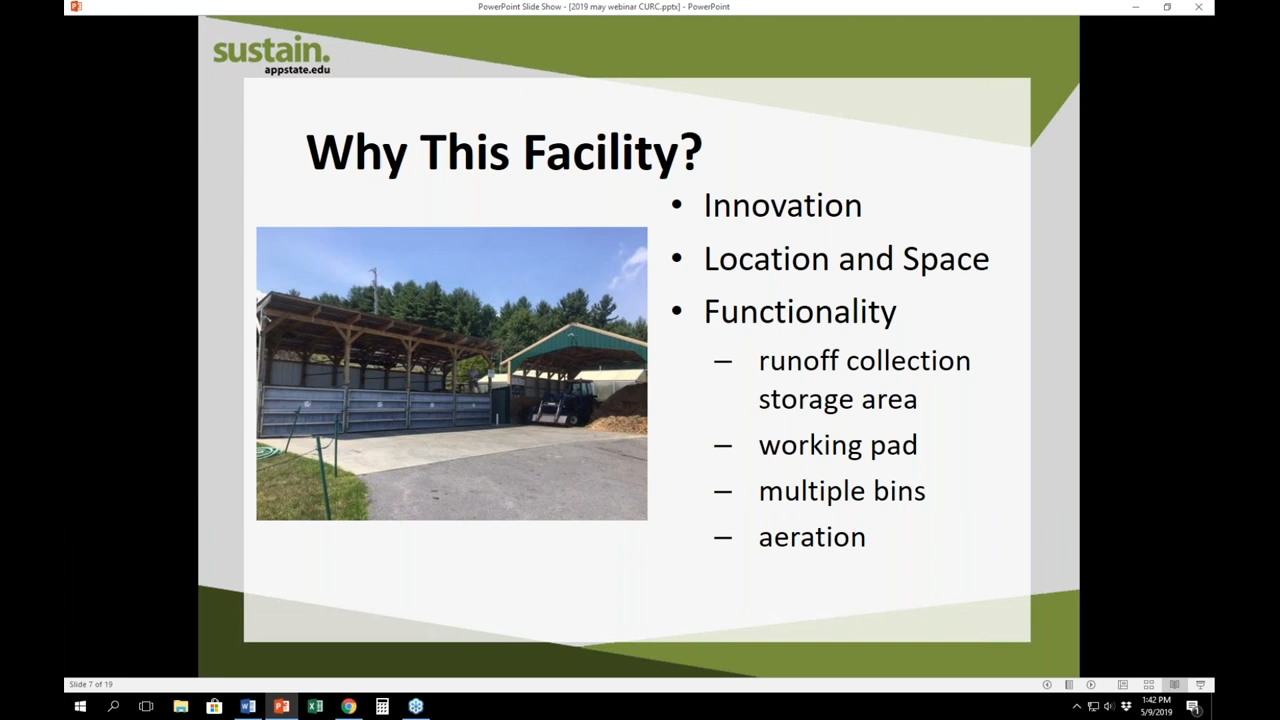 PowerPoint Slide Show - [2019 may webinar CURC.pptx] - PowerPoint
sustain.
appstate.edu
Why This Facility?
• Innovation
• Location and Space
• Functionality
– runoff collection
storage area
– working pad
– multiple bins
– aeration
Slide 7 of 19
1:42 PM
5/9/2019